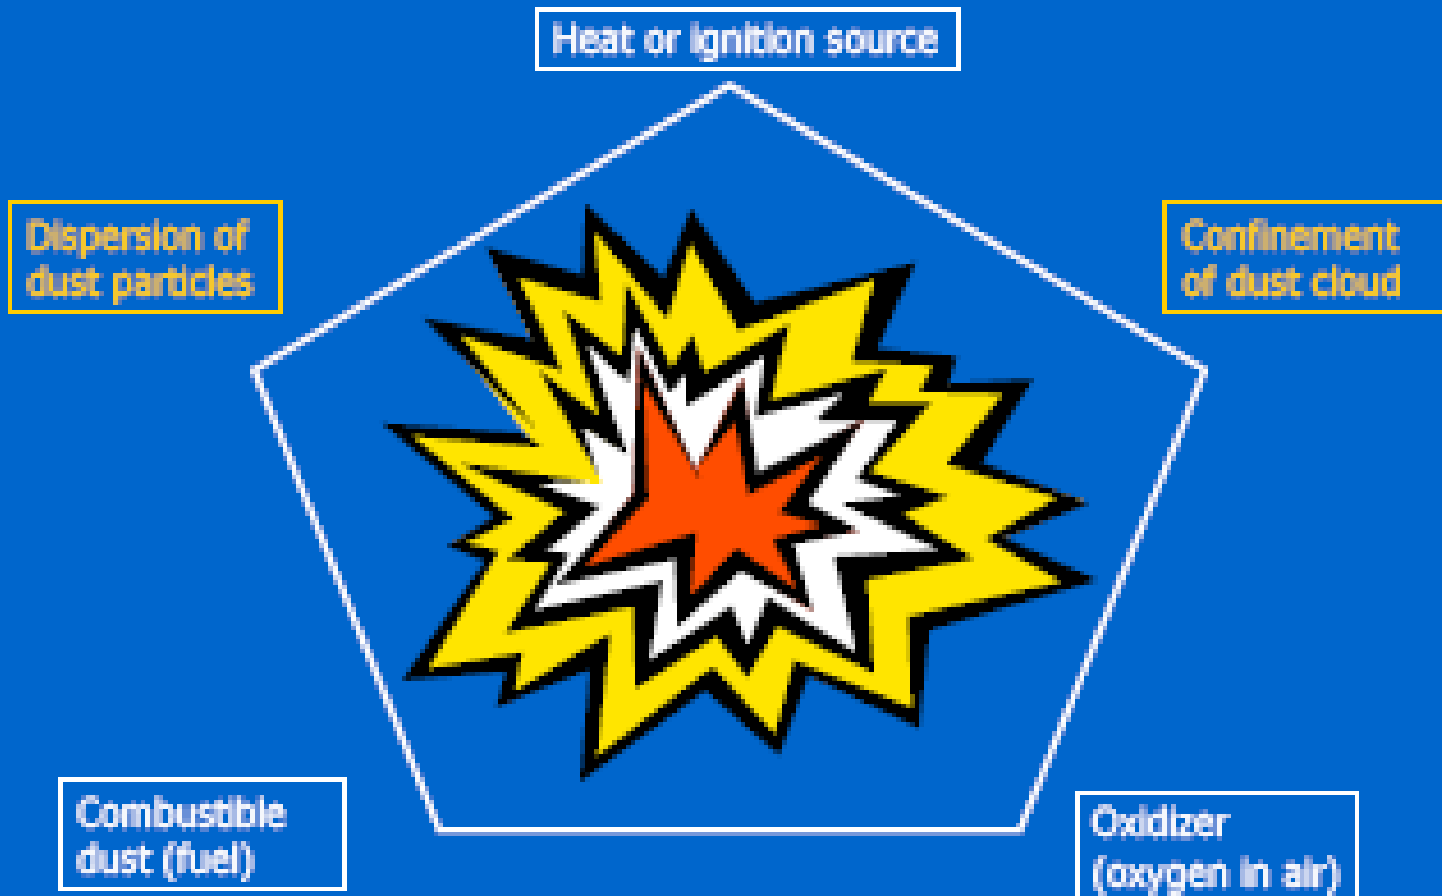 Heat or ignition source
Dispersion of
dust particles
Confinement
of dust cloud
Combustible
dust (fuel)
Oxidizer
(oxygen in air)